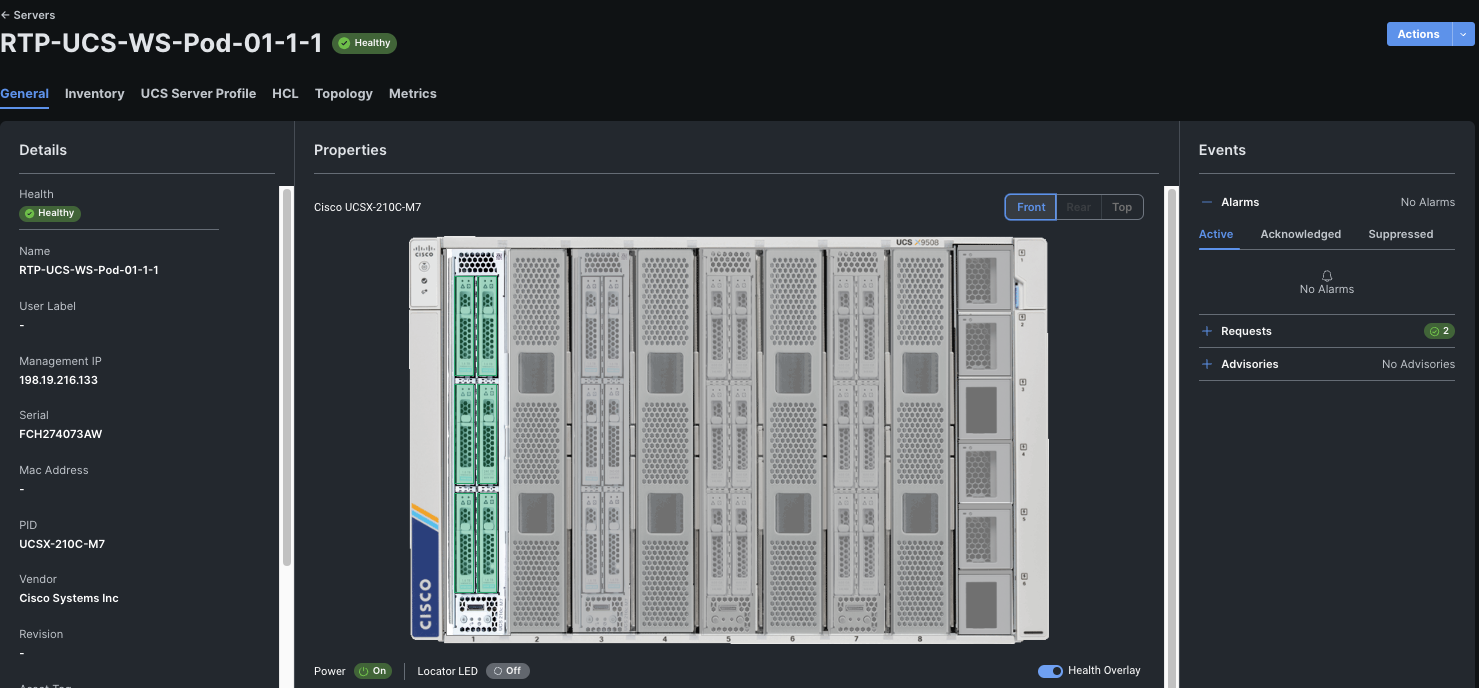 ← Servers
RTP-UCS-WS-Pod-01-1-1 Healthy
Actions
General Inventory UCS Server Profile HCL Topology Metrics
Details
Health
Healthy
Name
RTP-UCS-WS-Pod-01-1-1
User Label
-
Management IP
198.19.216.133
Serial
FCH274073AW
Mac Address
-
PID
UCSX-210C-M7
Vendor
Cisco Systems Inc
Revision
-
Asset Tag
Properties
Cisco UCSX-210C-M7
Front Rear Top
UCS X9508
CISCO
CISCO
1 2 3 4 5 6 7 8
1
2
3
4
5
6
Power On Locator LED Off
Health Overlay
Events
Alarms No Alarms
Active Acknowledged Suppressed
No Alarms
Requests 2
Advisories No Advisories